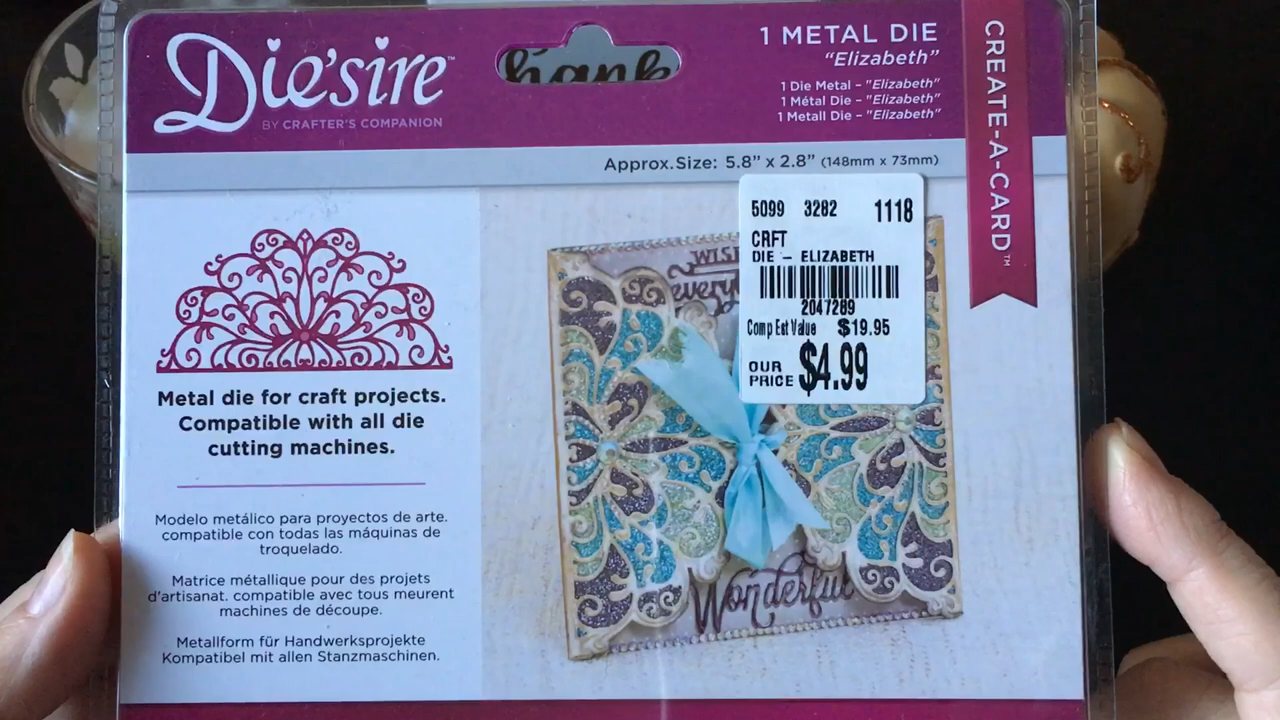 Die'sire™
BY CRAFTER'S COMPANION
hank
1 METAL DIE
"Elizabeth"
1 Die Metal – "Elizabeth"
1 Métal Die – "Elizabeth"
1 Metall Die – "Elizabeth"
CREATE-A-CARD™
Approx.Size: 5.8" x 2.8" (148mm x 73mm)
5099 3282 1118
CRFT
DIE – ELIZABETH
2047289
Comp Est Value $19.95
OUR PRICE $4.99
Metal die for craft projects.
Compatible with all die
cutting machines.
Modelo metálico para proyectos de arte.
compatible con todas las máquinas de
troquelado.
Matrice métallique pour des projets
d'artisanat. compatible avec tous meurent
machines de découpe.
Metallform für Handwerksprojekte
Kompatibel mit allen Stanzmaschinen.
Wonderful